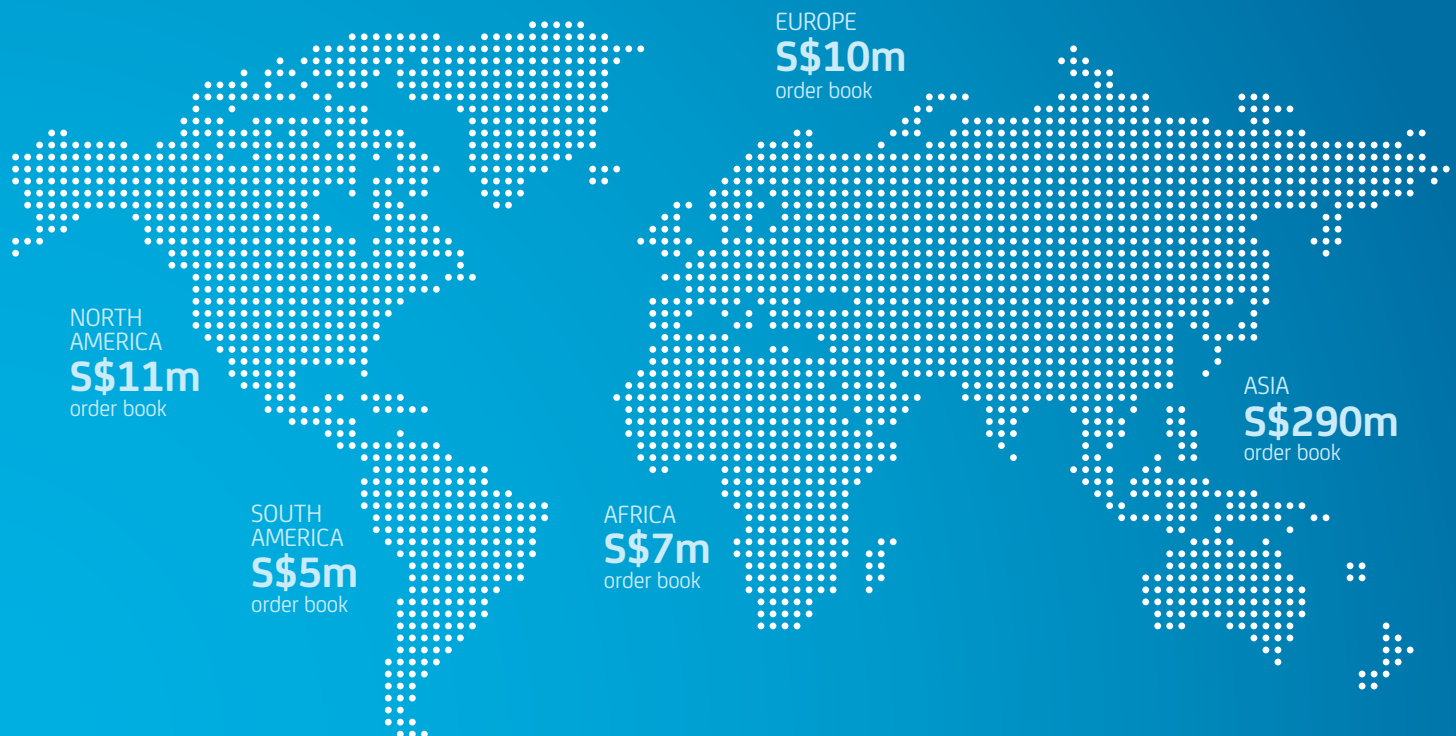 EUROPE
S$10m
order book
NORTH
AMERICA
S$11m
order book
ASIA
S$290m
order book
SOUTH
AMERICA
S$5m
order book
AFRICA
S$7m
order book